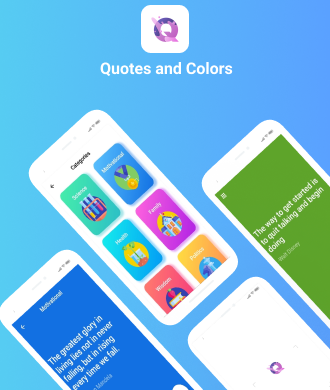 Quotes and Colors
Categories
Science
Motivational
Health
Family
Wisdom
Politics
The way to get started is
to quit talking and begin
doing
Walt Disney
Motivational
The greatest glory in
living lies not in never
falling, but in rising
every time we fall.
Mandela